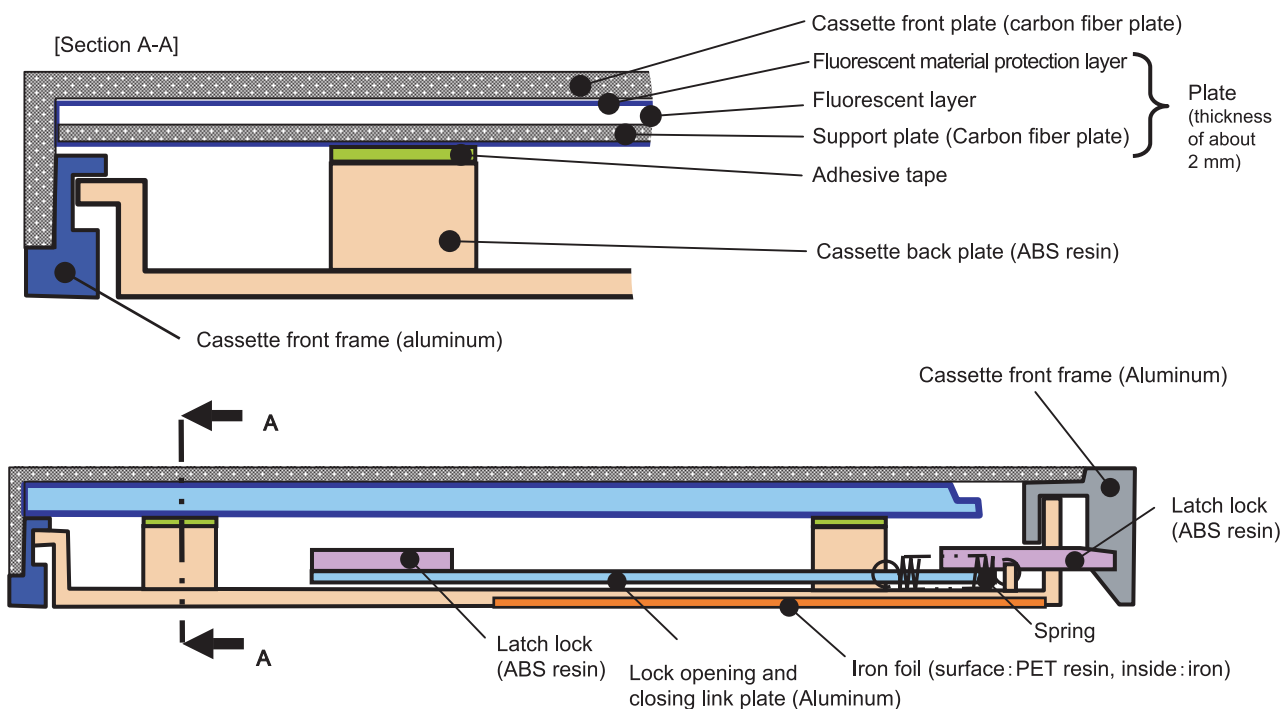 Cassette front plate (carbon fiber plate)
[Section A-A]
Fluorescent material protection layer
Fluorescent layer
Support plate (Carbon fiber plate)
Plate
(thickness
of about
2 mm)
Adhesive tape
Cassette back plate (ABS resin)
Cassette front frame (aluminum)
Cassette front frame (Aluminum)
A
Latch lock
(ABS resin)
A
Latch lock
(ABS resin)
Lock opening and
closing link plate (Aluminum)
Spring
Iron foil (surface:PET resin, inside:iron)